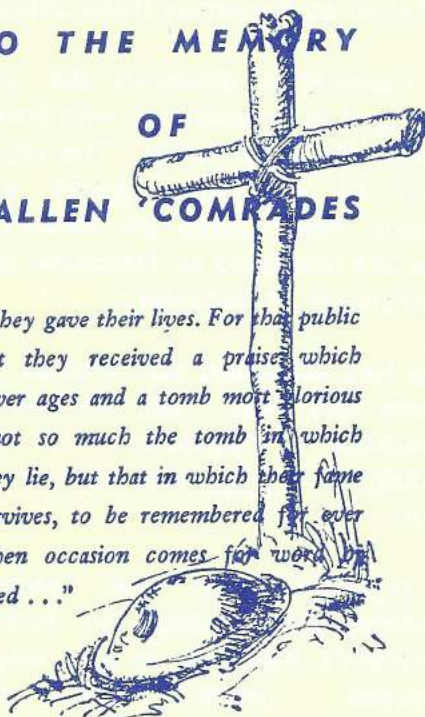 O THE MEMORY
OF
ALLEN COMRADES
hey gave their lives. For that public
t they received a praise which
ver ages and a tomb most glorious
not so much the tomb in which
ey lie, but that in which their fame
rvives, to be remembered for ever
hen occasion comes for word by
ed . . ."